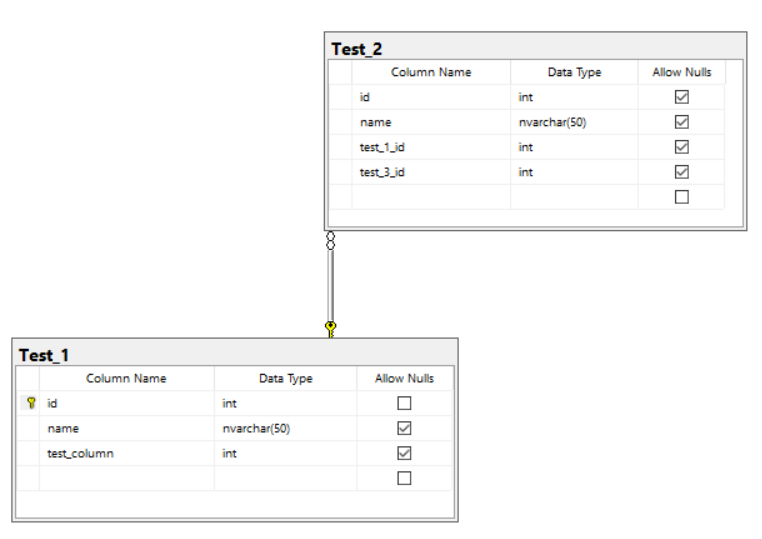 Test_2
Column Name Data Type Allow Nulls
id int
name nvarchar(50)
test_1_id int
test_3_id int
Test_1
Column Name Data Type Allow Nulls
id int
name nvarchar(50)
test_column int